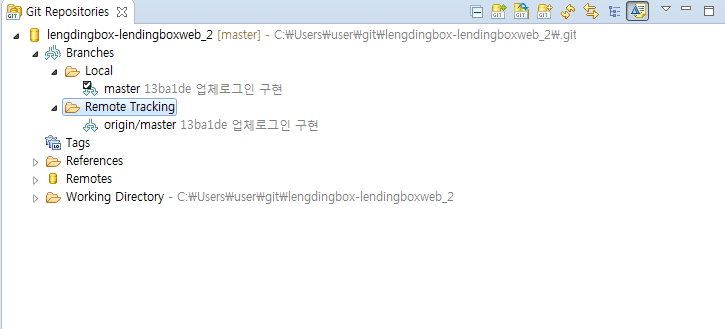 Git Repositories
lengdingbox-lendingboxweb_2 [master] - C:₩Users₩user₩git₩lengdingbox-lendingboxweb_2₩.git
Branches
Local
master 13ba1de 업체로그인 구현
Remote Tracking
origin/master 13ba1de 업체로그인 구현
Tags
References
Remotes
Working Directory - C:₩Users₩user₩git₩lengdingbox-lendingboxweb_2